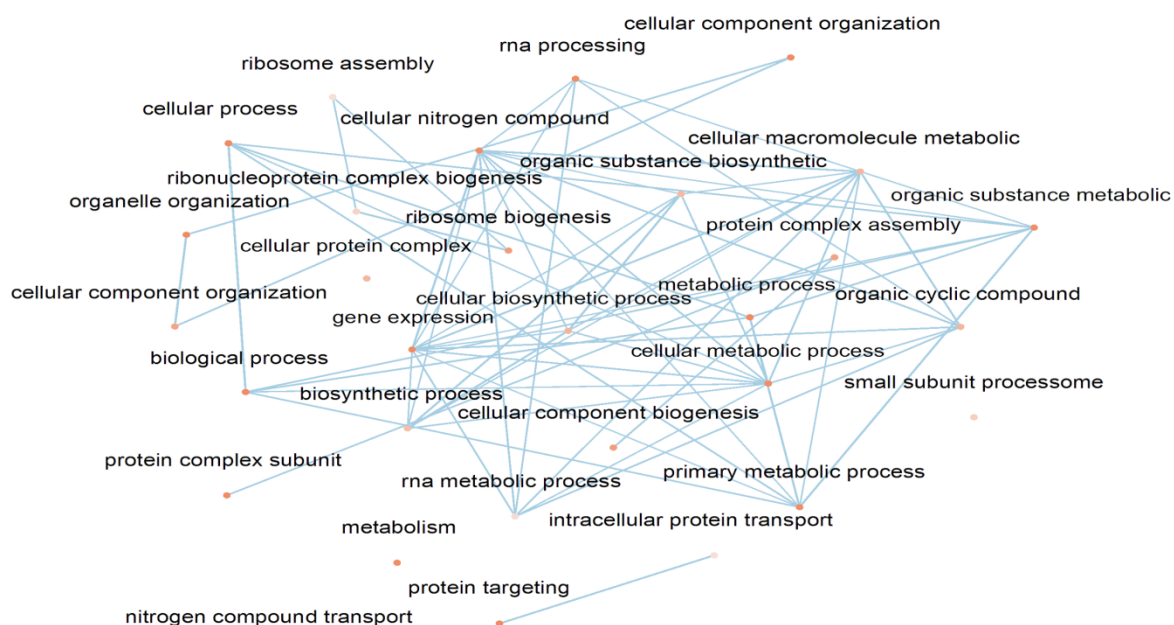 cellular component organization
rna processing
ribosome assembly
cellular process
cellular nitrogen compound
cellular macromolecule metabolic
organic substance biosynthetic
ribonucleoprotein complex biogenesis
organic substance metabolic
organelle organization
ribosome biogenesis
protein complex assembly
cellular protein complex
metabolic process
cellular component organization
cellular biosynthetic process
organic cyclic compound
gene expression
biological process
cellular metabolic process
small subunit processome
biosynthetic process
cellular component biogenesis
protein complex subunit
primary metabolic process
rna metabolic process
metabolism
intracellular protein transport
protein targeting
nitrogen compound transport